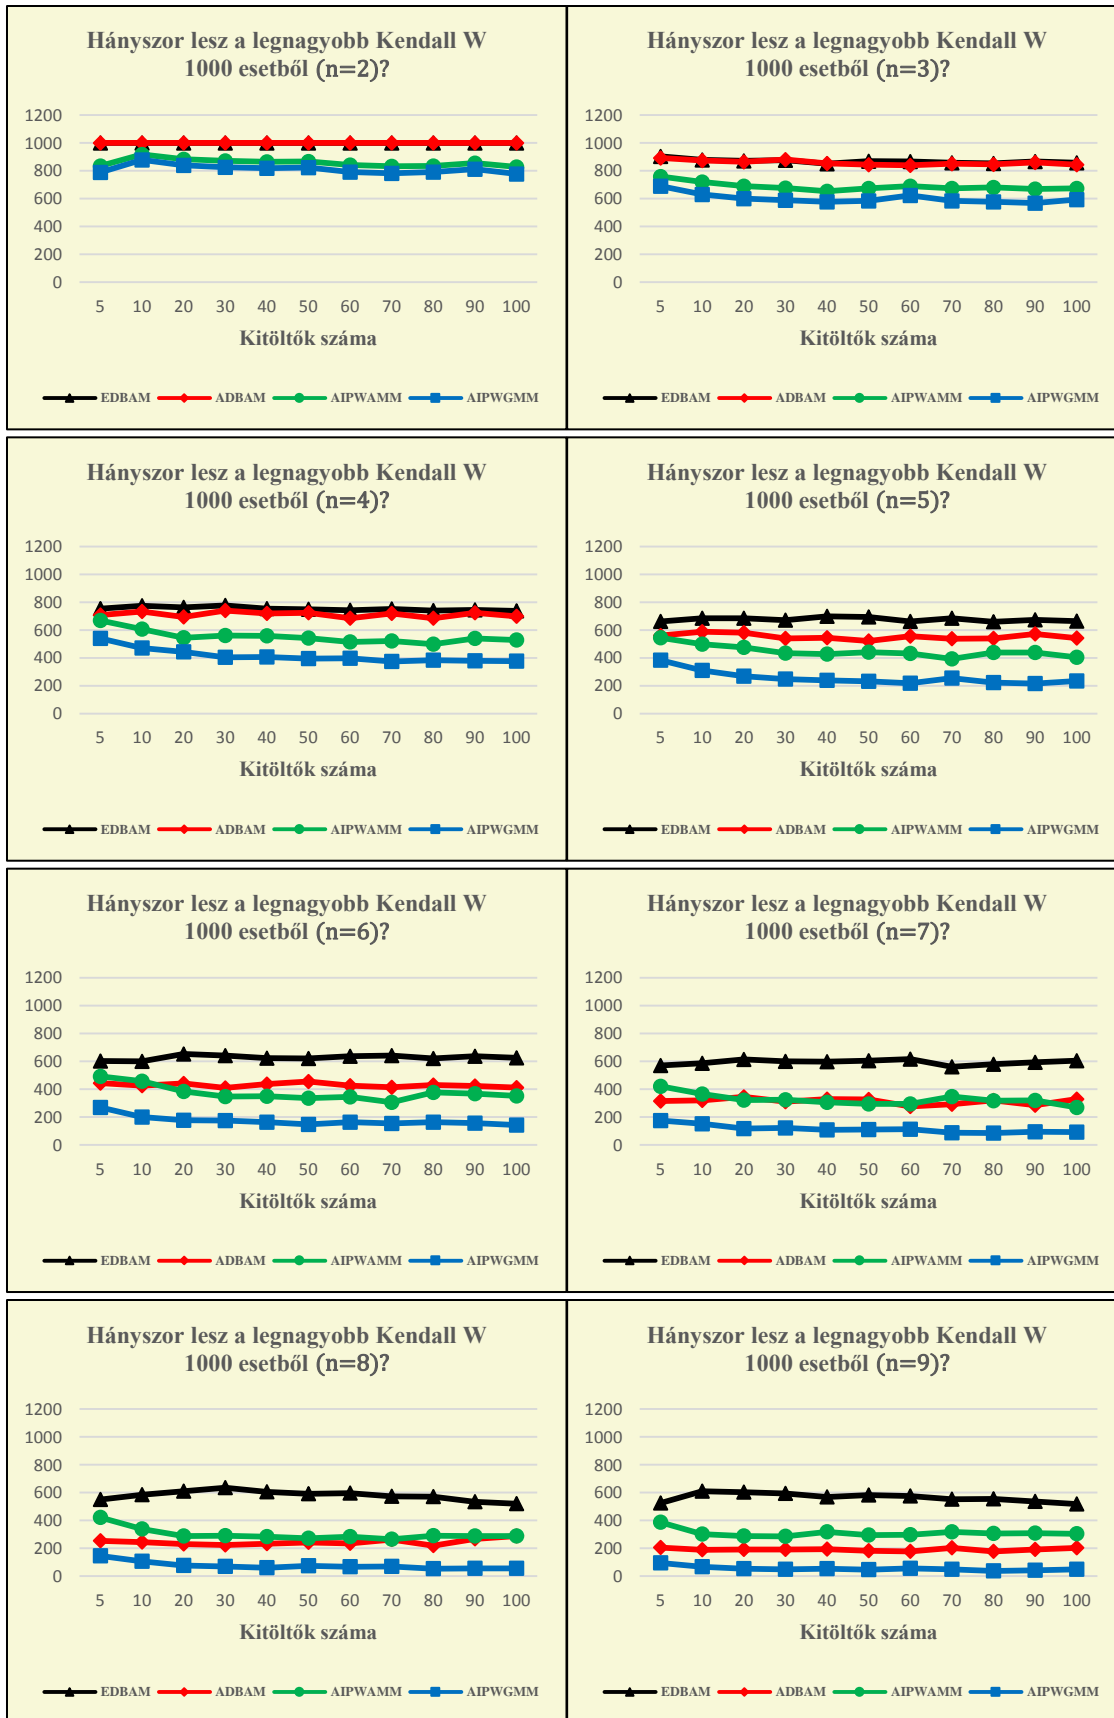 Hányszor lesz a legnagyobb Kendall W
1000 esetből (n=2)?
1200
1000
800
600
400
200
0
5 10 20 30 40 50 60 70 80 90 100
Kitöltők száma
EDBAM ADBAM AIPWAMM AIPWGMM
Hányszor lesz a legnagyobb Kendall W
1000 esetből (n=3)?
1200
1000
800
600
400
200
0
5 10 20 30 40 50 60 70 80 90 100
Kitöltők száma
EDBAM ADBAM AIPWAMM AIPWGMM
Hányszor lesz a legnagyobb Kendall W
1000 esetből (n=4)?
1200
1000
800
600
400
200
0
5 10 20 30 40 50 60 70 80 90 100
Kitöltők száma
EDBAM ADBAM AIPWAMM AIPWGMM
Hányszor lesz a legnagyobb Kendall W
1000 esetből (n=5)?
1200
1000
800
600
400
200
0
5 10 20 30 40 50 60 70 80 90 100
Kitöltők száma
EDBAM ADBAM AIPWAMM AIPWGMM
Hányszor lesz a legnagyobb Kendall W
1000 esetből (n=6)?
1200
1000
800
600
400
200
0
5 10 20 30 40 50 60 70 80 90 100
Kitöltők száma
EDBAM ADBAM AIPWAMM AIPWGMM
Hányszor lesz a legnagyobb Kendall W
1000 esetből (n=7)?
1200
1000
800
600
400
200
0
5 10 20 30 40 50 60 70 80 90 100
Kitöltők száma
EDBAM ADBAM AIPWAMM AIPWGMM
Hányszor lesz a legnagyobb Kendall W
1000 esetből (n=8)?
1200
1000
800
600
400
200
0
5 10 20 30 40 50 60 70 80 90 100
Kitöltők száma
EDBAM ADBAM AIPWAMM AIPWGMM
Hányszor lesz a legnagyobb Kendall W
1000 esetből (n=9)?
1200
1000
800
600
400
200
0
5 10 20 30 40 50 60 70 80 90 100
Kitöltők száma
EDBAM ADBAM AIPWAMM AIPWGMM